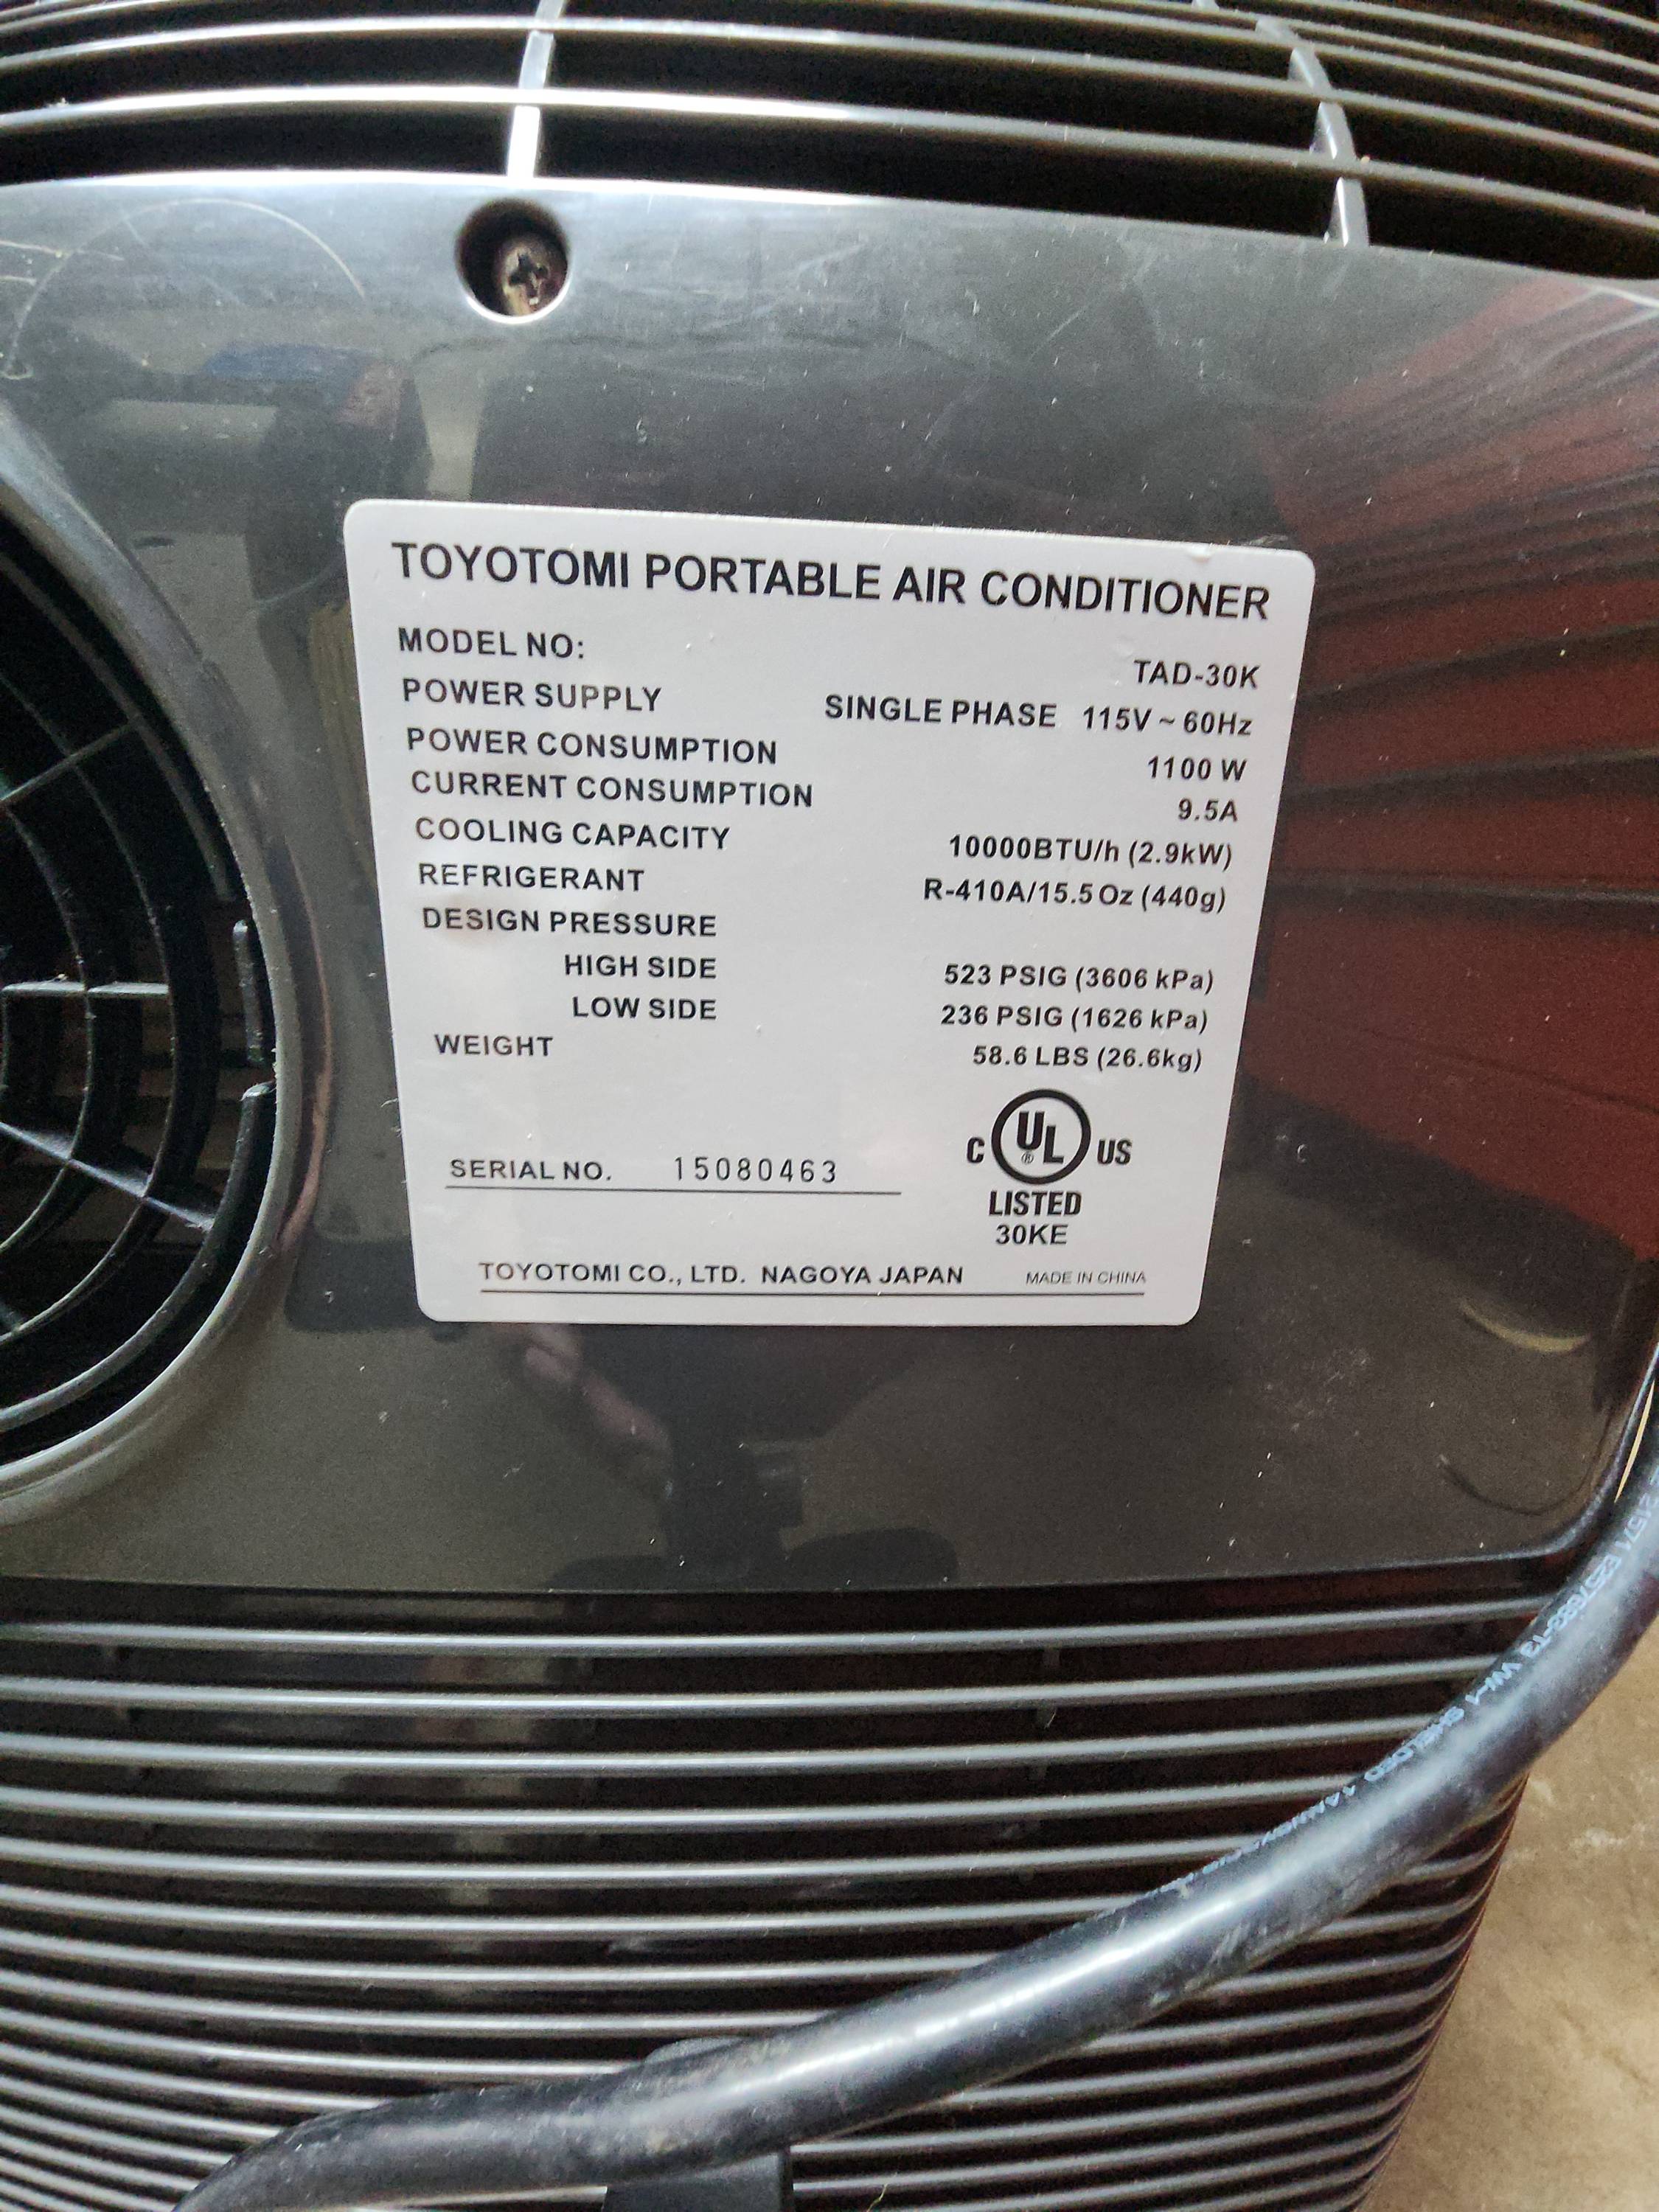 TOYOTOMI PORTABLE AIR CONDITIONER
MODEL NO: TAD-30K
POWER SUPPLY SINGLE PHASE 115V ~ 60Hz
POWER CONSUMPTION 1100 W
CURRENT CONSUMPTION 9.5A
COOLING CAPACITY 10000BTU/h (2.9kW)
REFRIGERANT R-410A/15.5 Oz (440g)
DESIGN PRESSURE
HIGH SIDE 523 PSIG (3606 kPa)
LOW SIDE 236 PSIG (1626 kPa)
WEIGHT 58.6 LBS (26.6kg)
C UL ® US
LISTED
30KE
SERIAL NO. 15080463
TOYOTOMI CO., LTD. NAGOYA JAPAN MADE IN CHINA
VW-1 SHIELDED